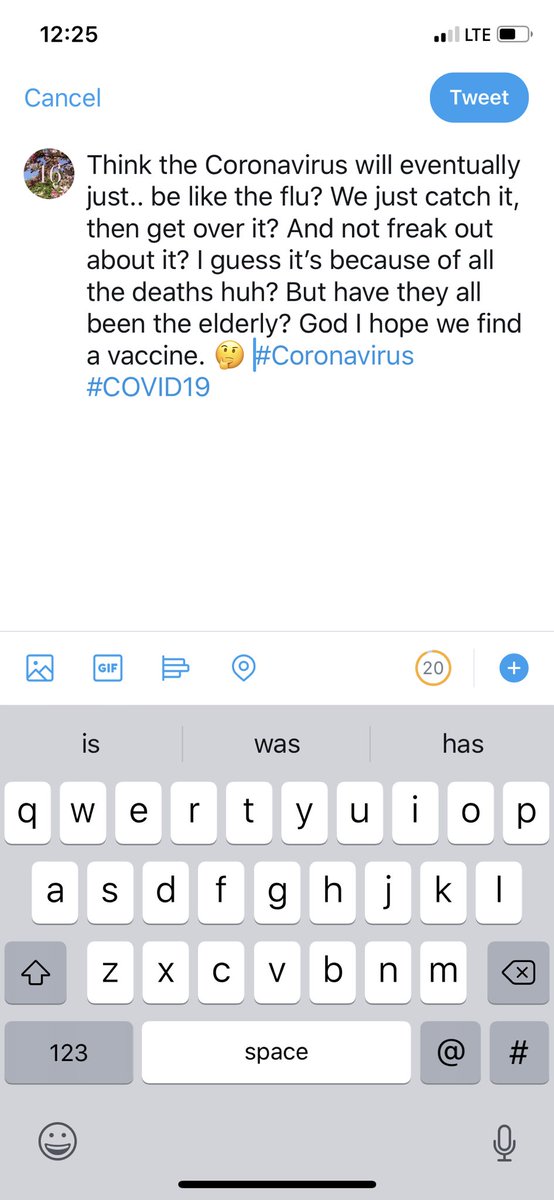 12:25
LTE
Cancel
Tweet
16
Think the Coronavirus will eventually
just.. be like the flu? We just catch it,
then get over it? And not freak out
about it? I guess it’s because of all
the deaths huh? But have they all
been the elderly? God I hope we find
a vaccine. 🤔 #Coronavirus
#COVID19
GIF
20
is was has
q w e r t y u i o p
a s d f g h j k l
z x c v b n m
123 space @ #